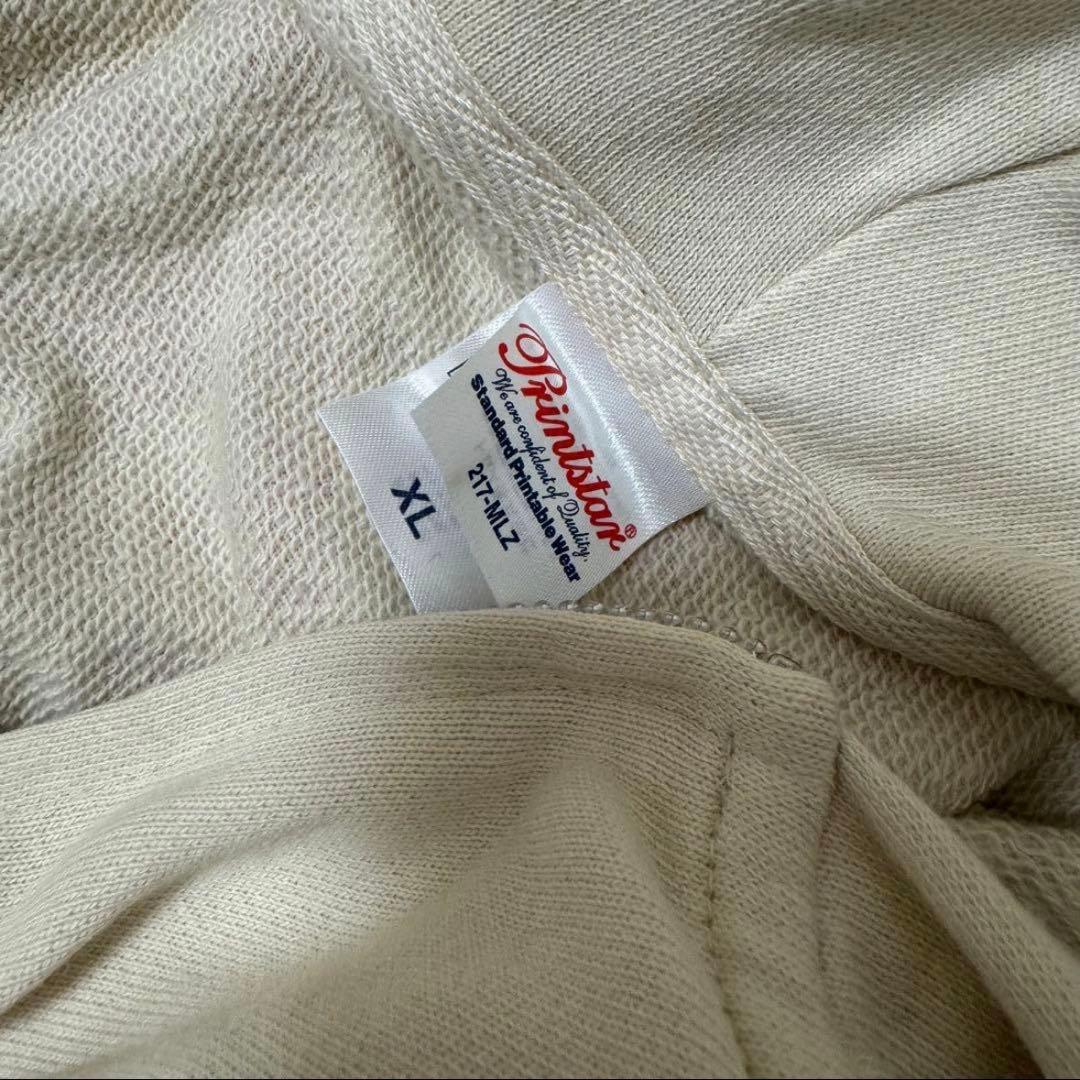 Printstar®
We are confident of Quality.
Standard Printable Wear
217-MLZ
XL